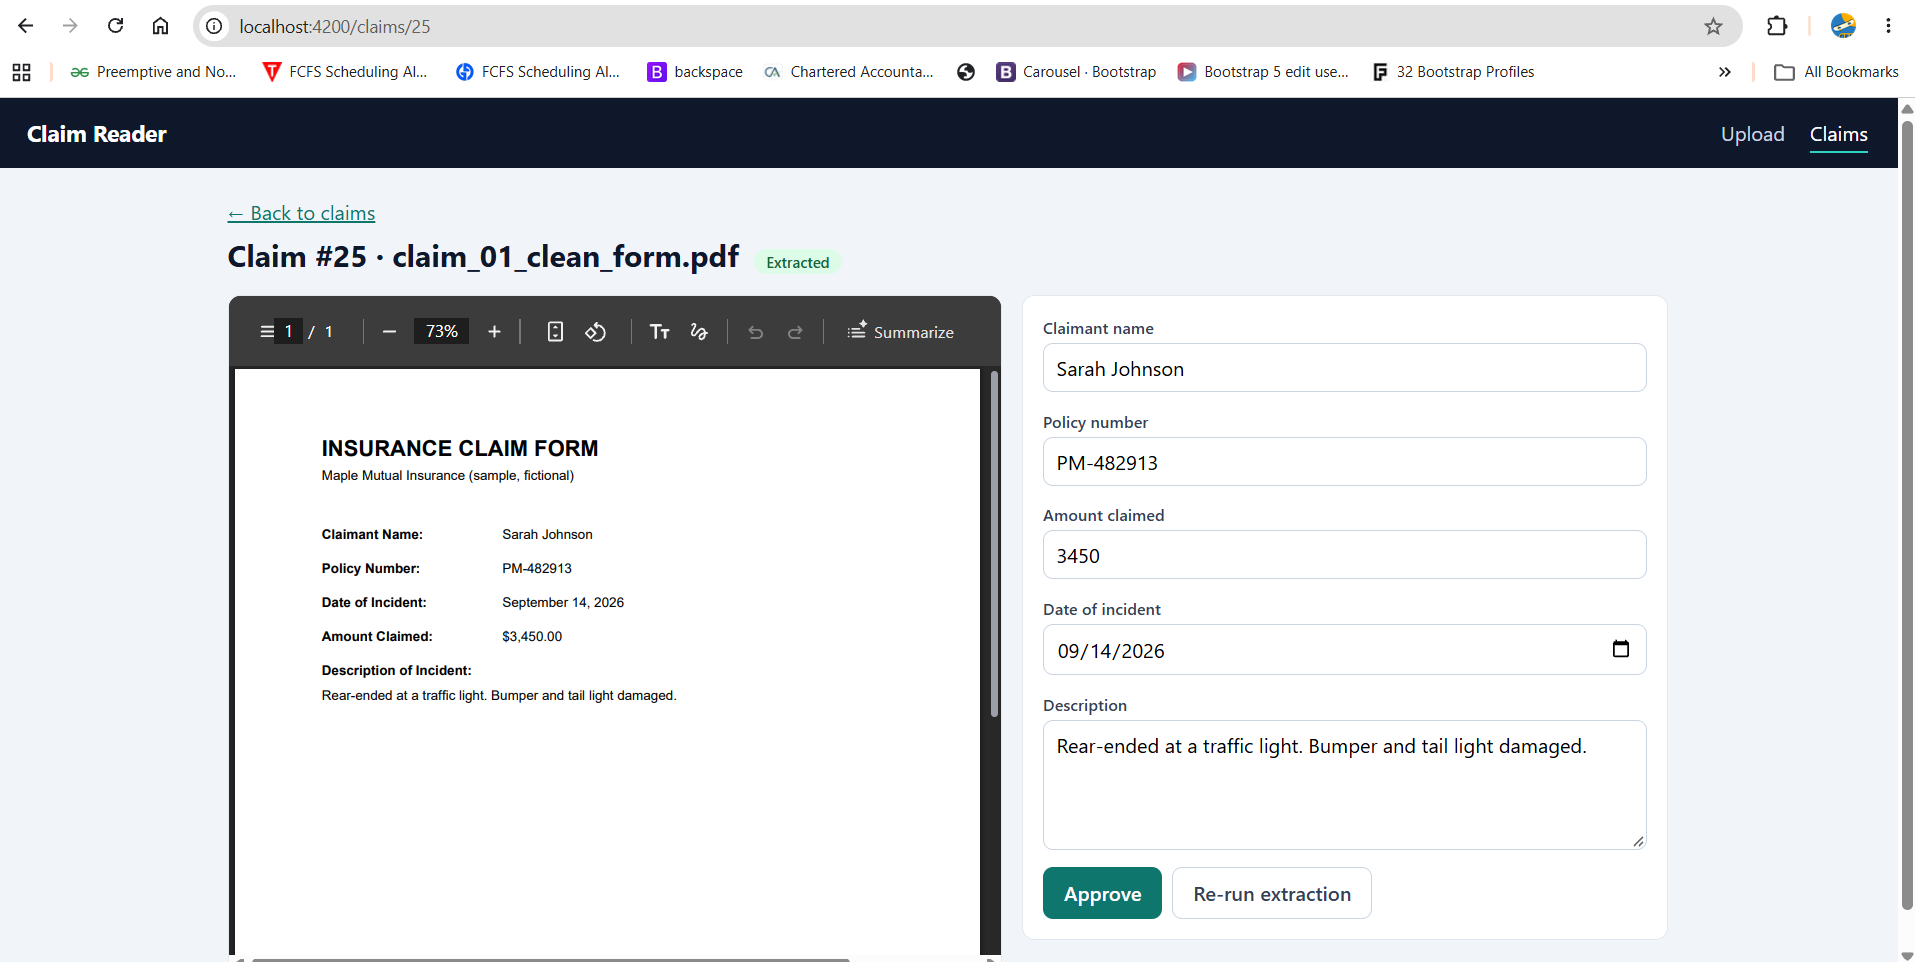 localhost:4200/claims/25
Preemptive and No...
FCFS Scheduling Al...
FCFS Scheduling Al...
backspace
Chartered Accounta...
Carousel · Bootstrap
Bootstrap 5 edit use...
32 Bootstrap Profiles
All Bookmarks
Claim Reader
Upload
Claims
← Back to claims
Claim #25 · claim_01_clean_form.pdf
Extracted
1 / 1
73%
Summarize
INSURANCE CLAIM FORM
Maple Mutual Insurance (sample, fictional)
Claimant Name: Sarah Johnson
Policy Number: PM-482913
Date of Incident: September 14, 2026
Amount Claimed: $3,450.00
Description of Incident:
Rear-ended at a traffic light. Bumper and tail light damaged.
Claimant name
Sarah Johnson
Policy number
PM-482913
Amount claimed
3450
Date of incident
09/14/2026
Description
Rear-ended at a traffic light. Bumper and tail light damaged.
Approve
Re-run extraction